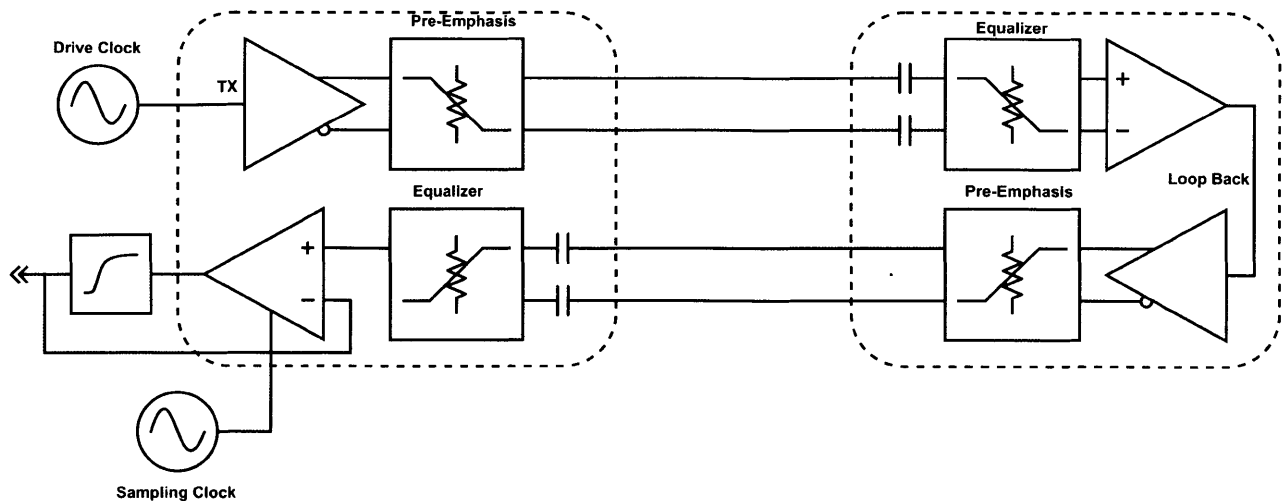 Pre-Emphasis
Equalizer
Drive Clock
TX
+
−
Loop Back
Equalizer
Pre-Emphasis
+
−
Sampling Clock